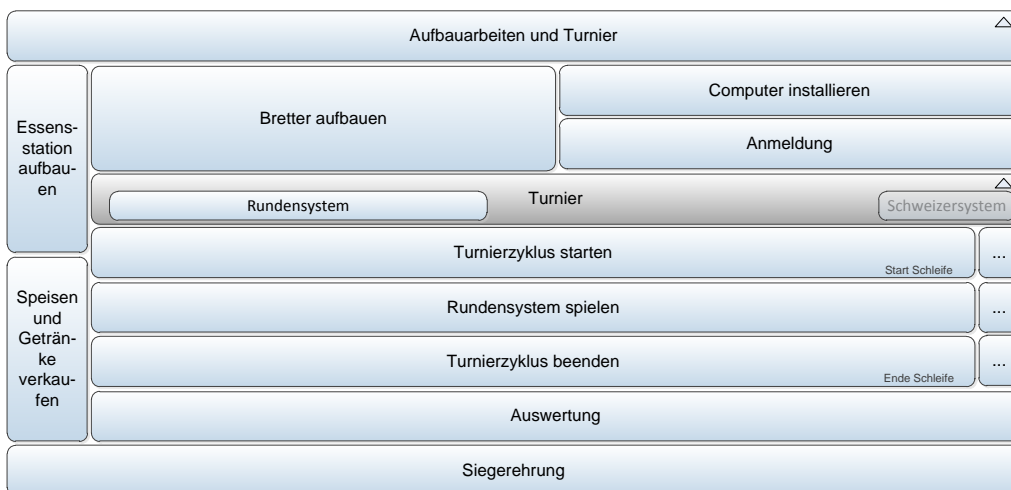 Aufbauarbeiten und Turnier
Essens-
station
aufbau-
en
Bretter aufbauen
Computer installieren
Anmeldung
Turnier
Rundensystem
Schweizersystem
Turnierzyklus starten
Start Schleife
...
Speisen
und
Geträn-
ke
verkau-
fen
Rundensystem spielen
...
Turnierzyklus beenden
Ende Schleife
...
Auswertung
Siegerehrung